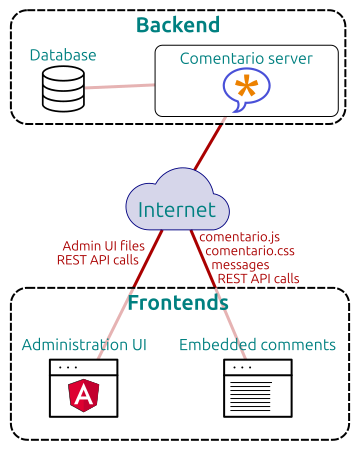 Backend
Database
Comentario server
Internet
Admin UI files
REST API calls
comentario.js
comentario.css
messages
REST API calls
Frontends
Administration UI
Embedded comments
A